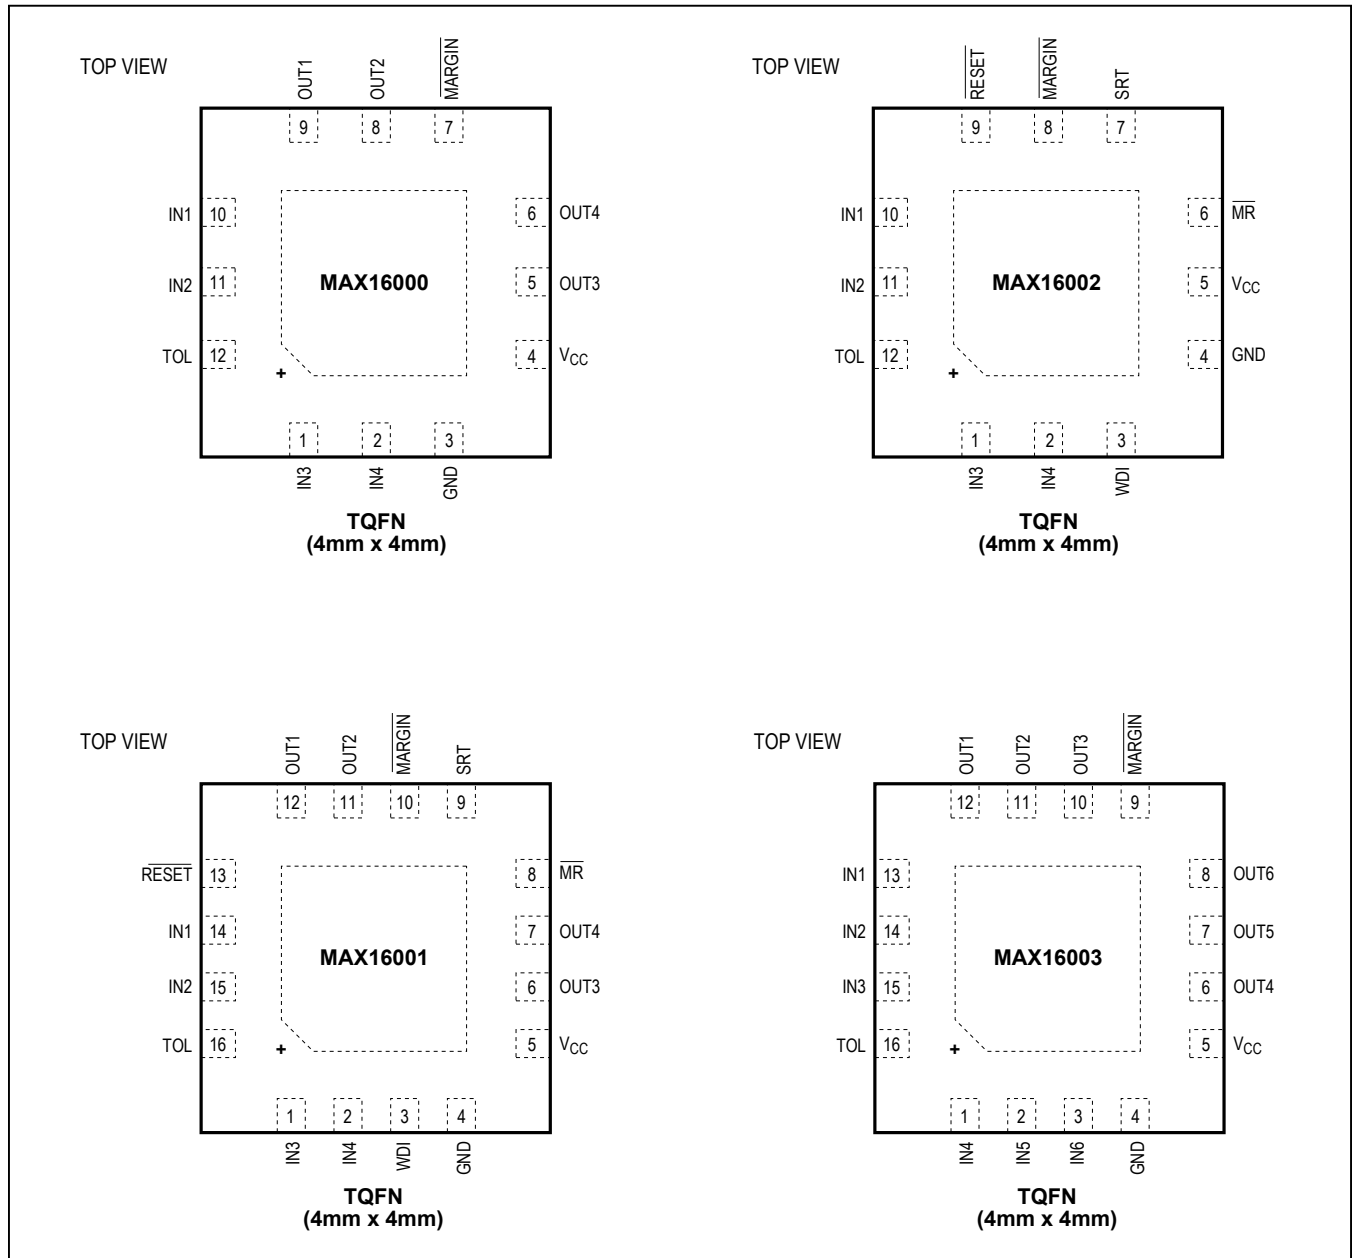 TOP VIEW
OUT1
OUT2
MARGIN
9
8
7
IN1
10
6
OUT4
IN2
11
MAX16000
5
OUT3
TOL
12
4
VCC
+
1
2
3
IN3
IN4
GND
TQFN
(4mm x 4mm)
TOP VIEW
RESET
MARGIN
SRT
9
8
7
IN1
10
6
MR
IN2
11
MAX16002
5
VCC
TOL
12
4
GND
+
1
2
3
IN3
IN4
WDI
TQFN
(4mm x 4mm)
TOP VIEW
OUT1
OUT2
MARGIN
SRT
12
11
10
9
RESET
13
8
MR
IN1
14
7
OUT4
MAX16001
IN2
15
6
OUT3
TOL
16
5
VCC
+
1
2
3
4
IN3
IN4
WDI
GND
TQFN
(4mm x 4mm)
TOP VIEW
OUT1
OUT2
OUT3
MARGIN
12
11
10
9
IN1
13
8
OUT6
IN2
14
7
OUT5
MAX16003
IN3
15
6
OUT4
TOL
16
5
VCC
+
1
2
3
4
IN4
IN5
IN6
GND
TQFN
(4mm x 4mm)